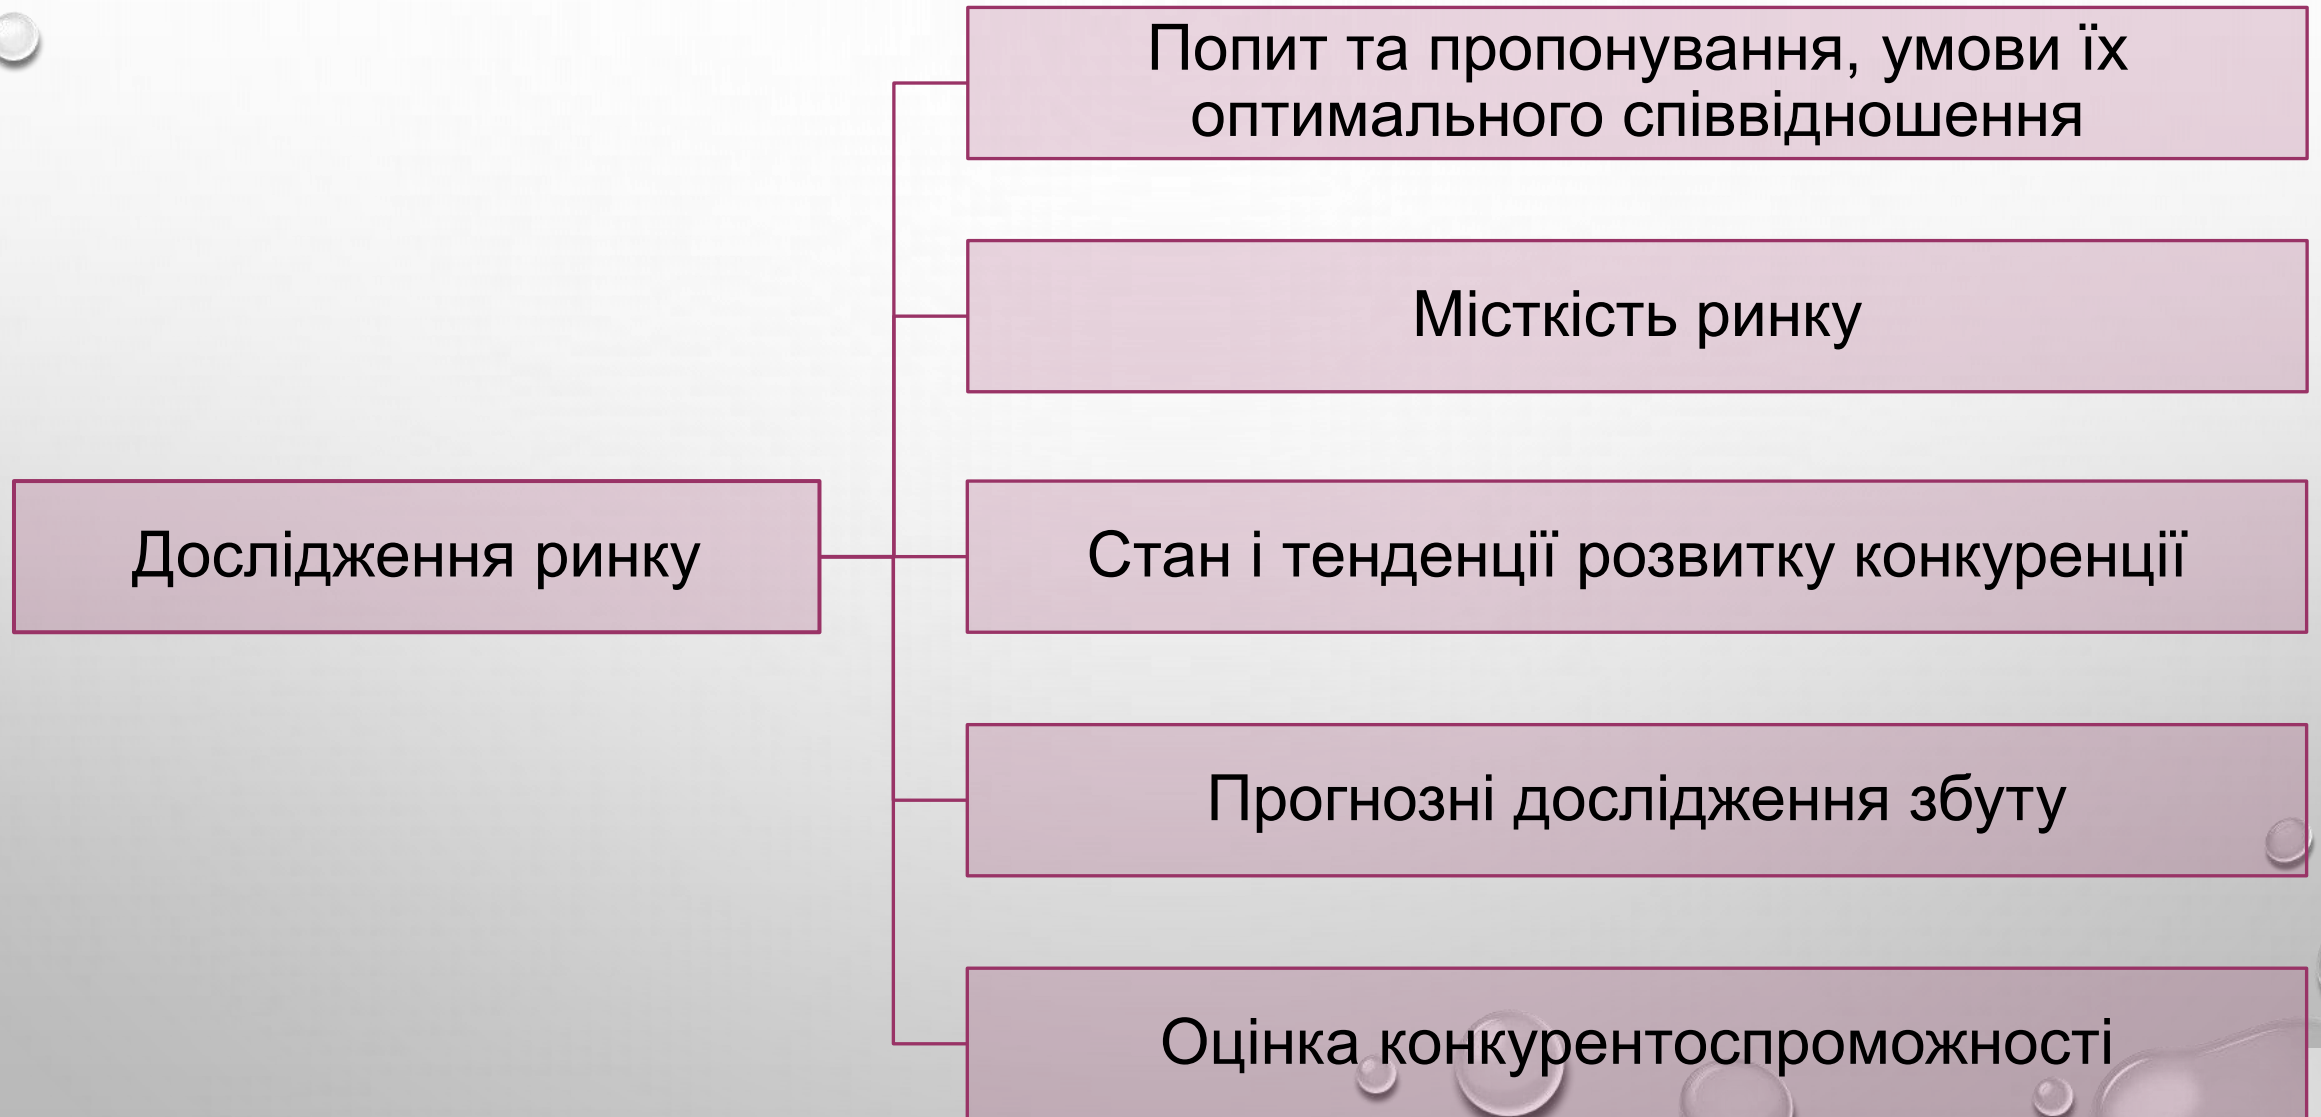 Попит та пропонування, умови їх
оптимального співвідношення
Місткість ринку
Дослідження ринку
Стан і тенденції розвитку конкуренції
Прогнозні дослідження збуту
Оцінка конкурентоспроможності